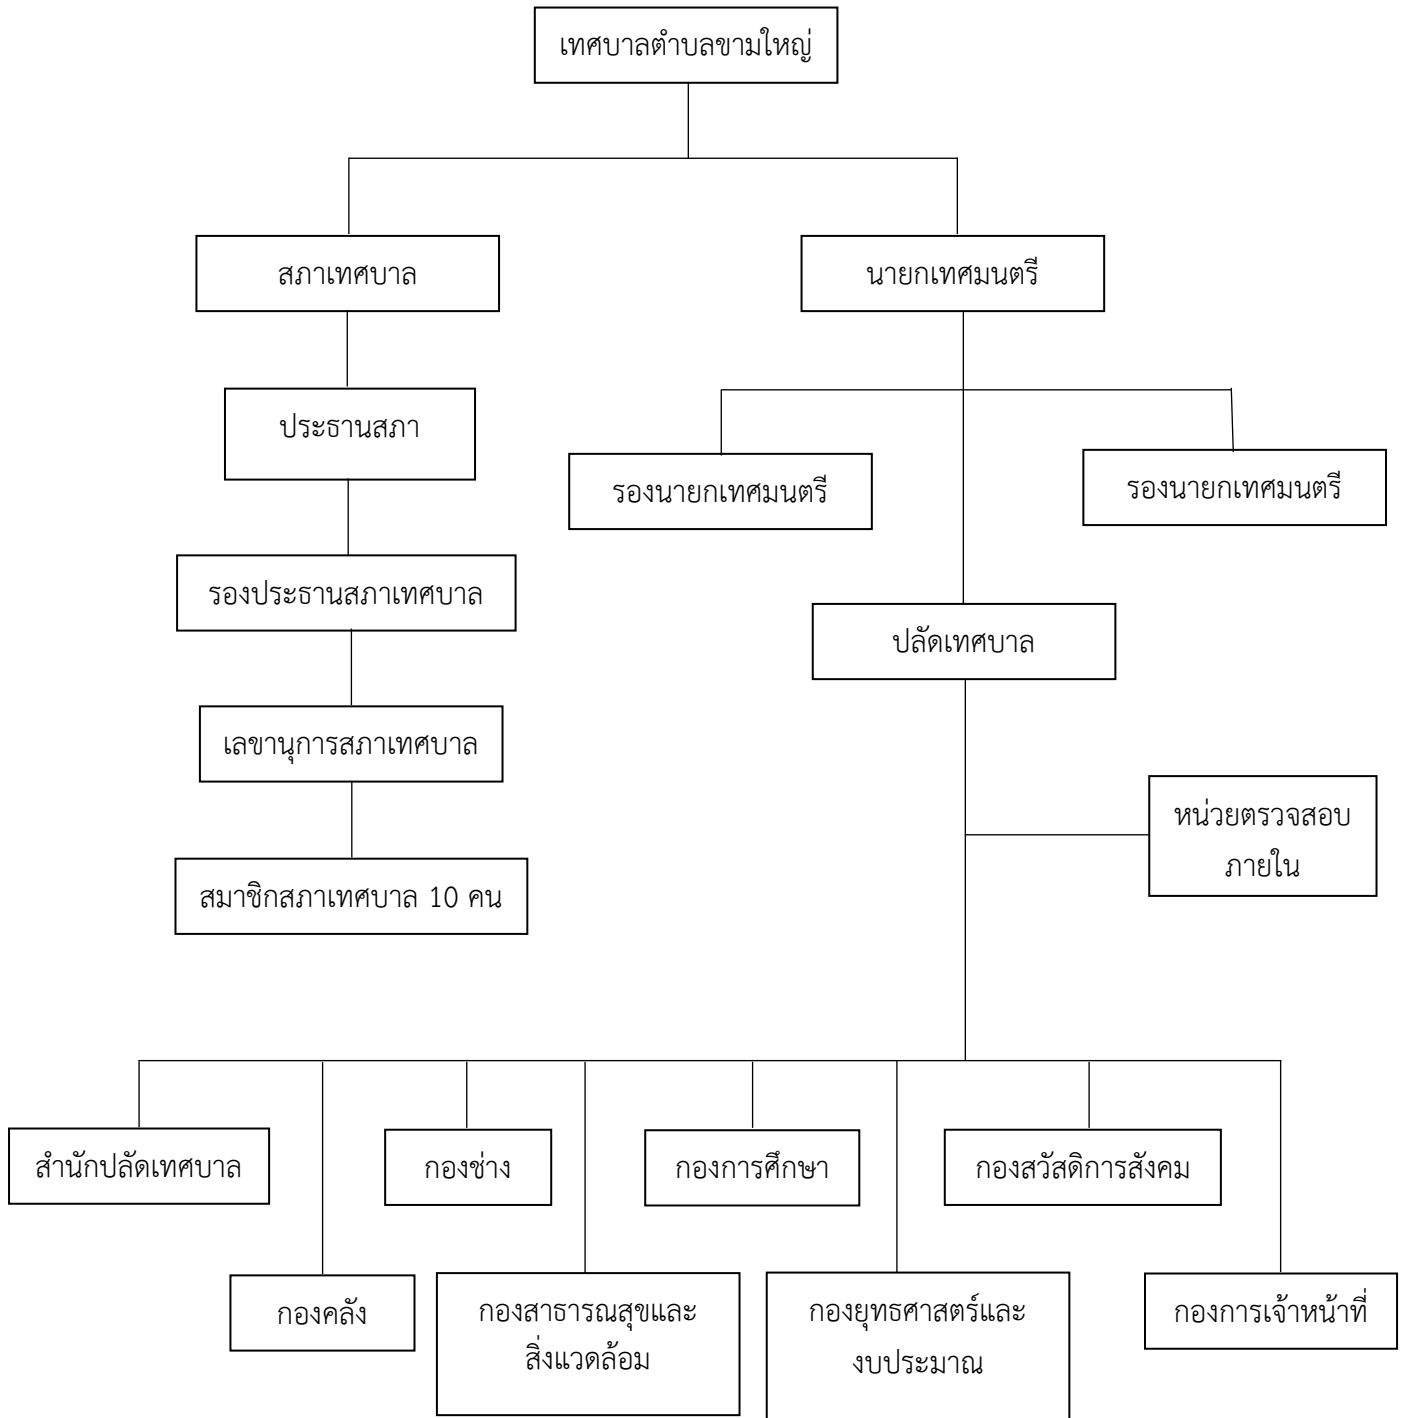 เทศบาลตำบลขามใหญ่
สภาเทศบาล
นายกเทศมนตรี
ประธานสภา
รองนายกเทศมนตรี
รองนายกเทศมนตรี
รองประธานสภาเทศบาล
ปลัดเทศบาล
เลขานุการสภาเทศบาล
หน่วยตรวจสอบ
ภายใน
สมาชิกสภาเทศบาล 10 คน
สำนักปลัดเทศบาล
กองช่าง
กองการศึกษา
กองสวัสดิการสังคม
กองคลัง
กองสาธารณสุขและ
สิ่งแวดล้อม
กองยุทธศาสตร์และ
งบประมาณ
กองการเจ้าหน้าที่